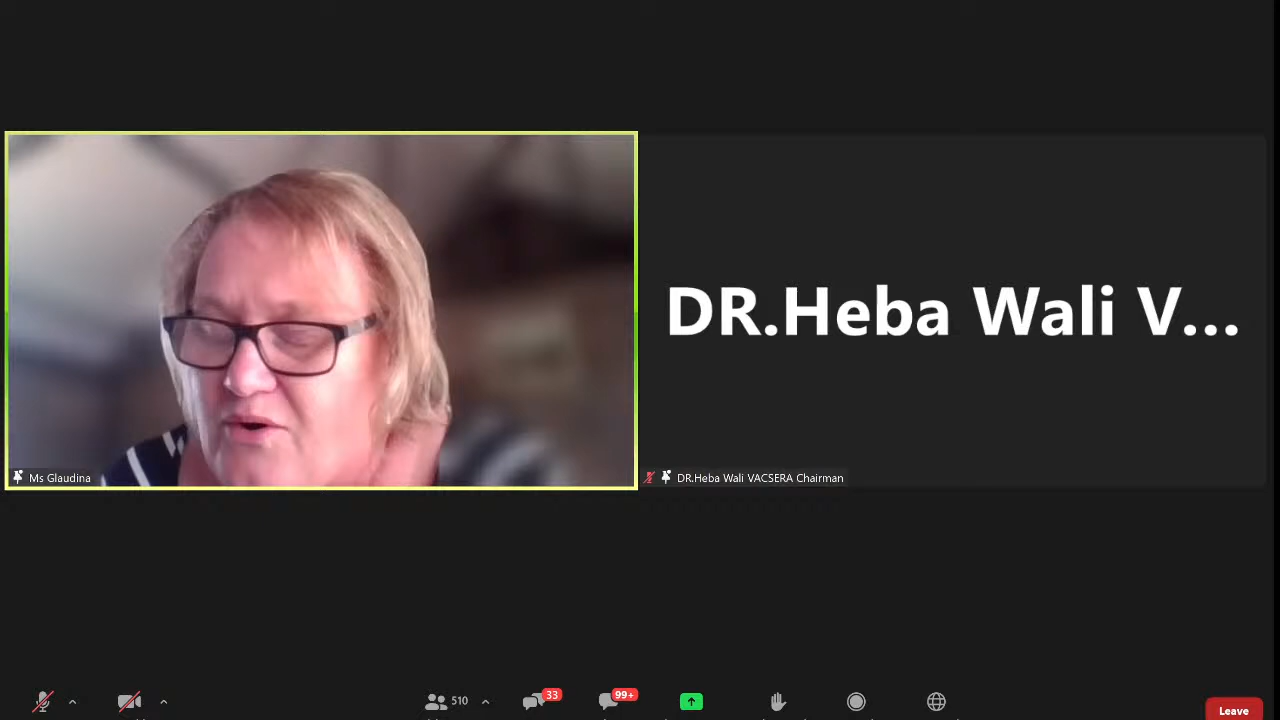 DR.Heba Wali V...
Ms Glaudina
DR.Heba Wali VACSERA Chairman
510
33
99+
Leave